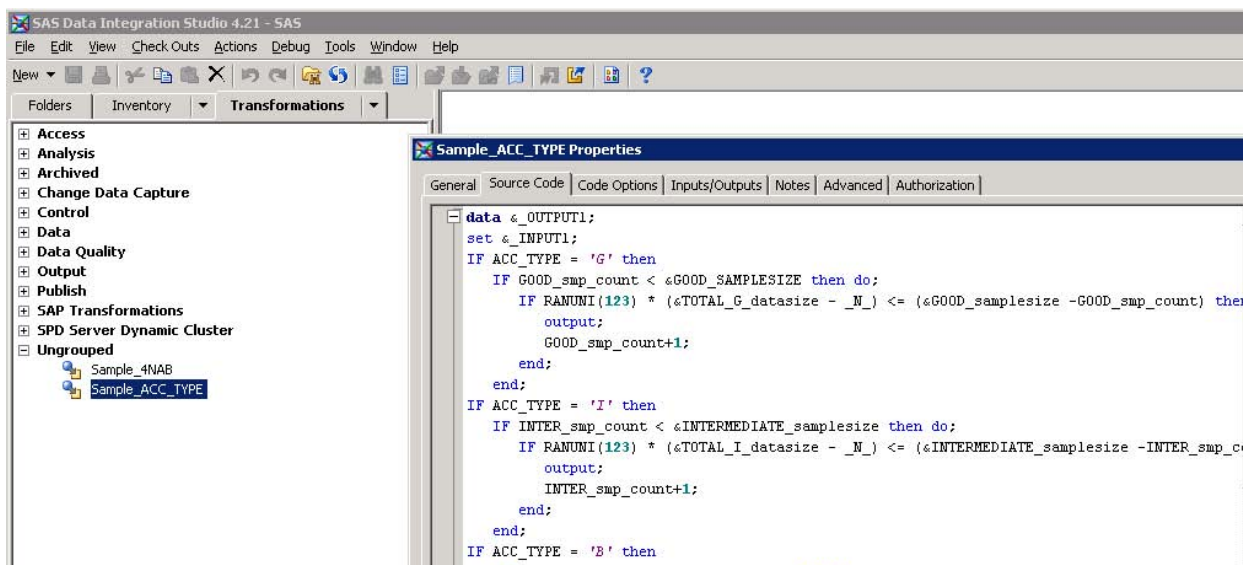 SAS Data Integration Studio 4.21 - SAS
File Edit View Check Outs Actions Debug Tools Window Help
New
Folders Inventory Transformations
Access
Analysis
Archived
Change Data Capture
Control
Data
Data Quality
Output
Publish
SAP Transformations
SPD Server Dynamic Cluster
Ungrouped
Sample_4NAB
Sample_ACC_TYPE
Sample_ACC_TYPE Properties
General Source Code Code Options Inputs/Outputs Notes Advanced Authorization
data &_OUTPUT1;
set &_INPUT1;
IF ACC_TYPE = 'G' then
IF GOOD_smp_count < &GOOD_SAMPLESIZE then do;
IF RANUNI(123) * (&TOTAL_G_datasize - _N_) <= (&GOOD_samplesize -GOOD_smp_count) then
output;
GOOD_smp_count+1;
end;
end;
IF ACC_TYPE = 'I' then
IF INTER_smp_count < &INTERMEDIATE_samplesize then do;
IF RANUNI(123) * (&TOTAL_I_datasize - _N_) <= (&INTERMEDIATE_samplesize -INTER_smp_co
output;
INTER_smp_count+1;
end;
end;
IF ACC_TYPE = 'B' then